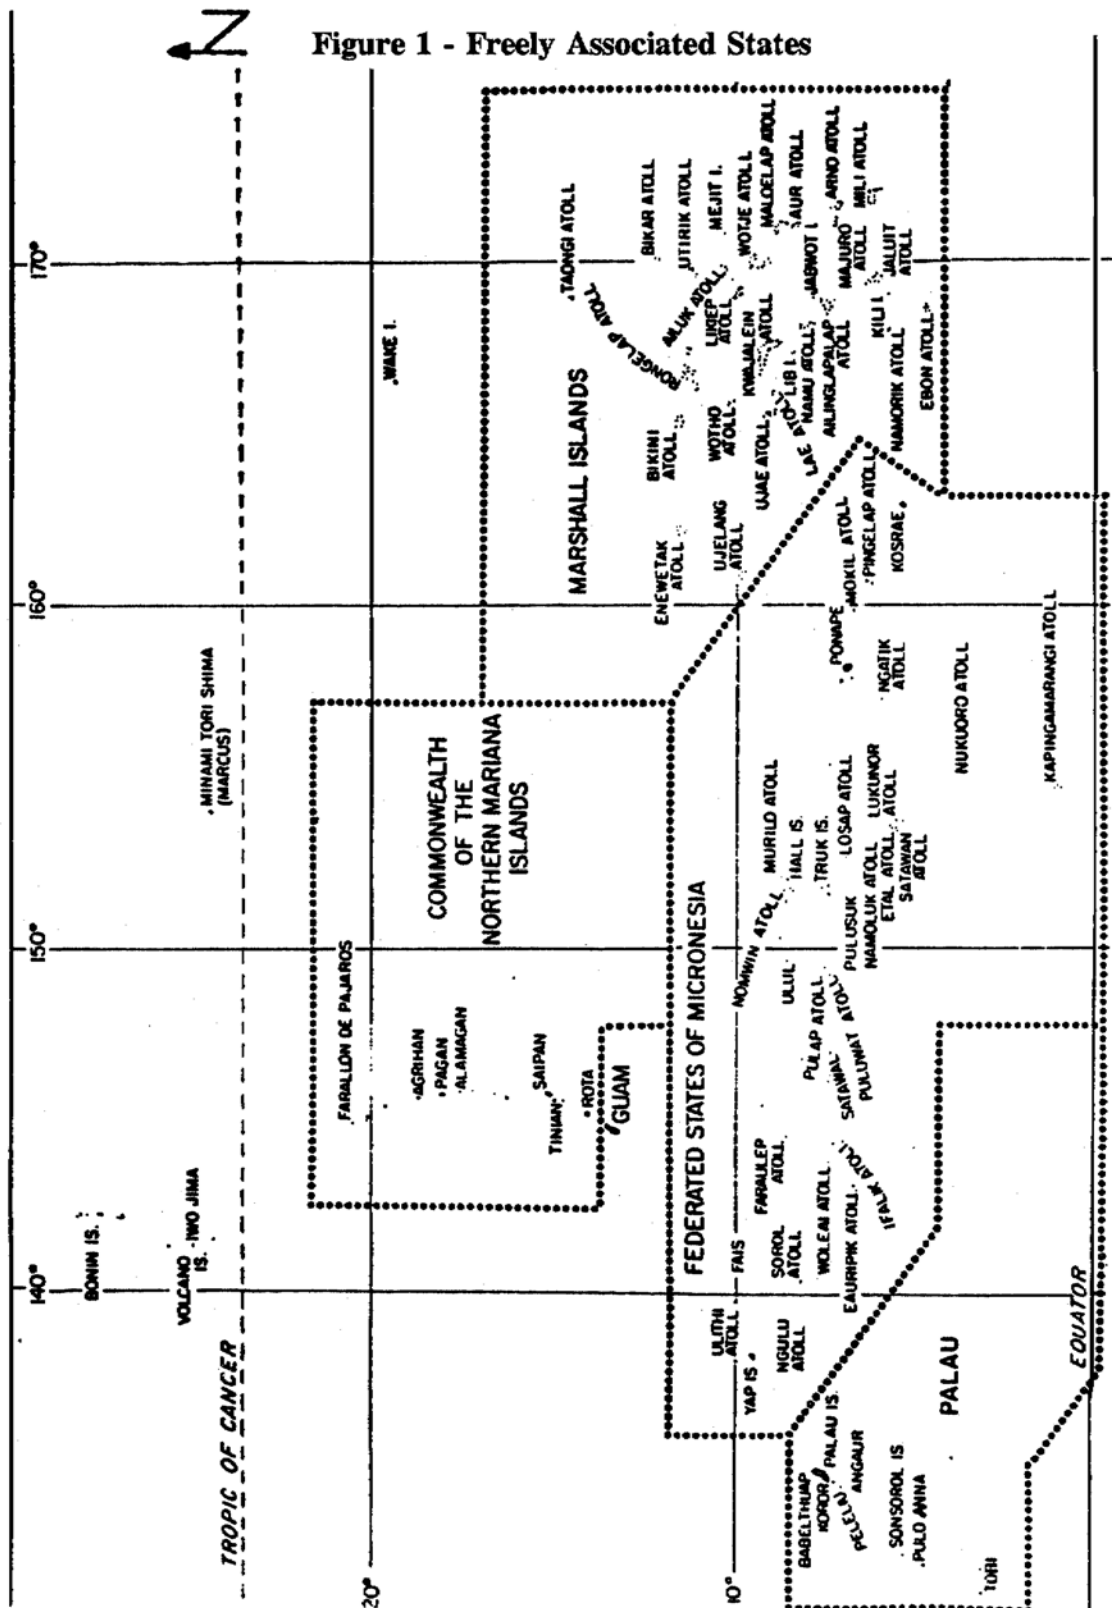 Figure 1 - Freely Associated States
N
170°
160°
150°
140°
20°
10°
TROPIC OF CANCER
EQUATOR
BONIN IS.
VOLCANO
IS.
IWO JIMA
MINAMI TORI SHIMA
(MARCUS)
WAKE I.
COMMONWEALTH
OF THE
NORTHERN MARIANA
ISLANDS
FARALLON DE PAJAROS
AGRIHAN
PAGAN
ALAMAGAN
SAIPAN
TINIAN
ROTA
GUAM
MARSHALL ISLANDS
TAONGI ATOLL
BIKAR ATOLL
UTIRIK ATOLL
MEJIT I.
RONGELAP ATOLL
AILUK ATOLL
LIKIEP
ATOLL
WOTJE ATOLL
MALOELAP ATOLL
AUR ATOLL
ARNO ATOLL
MILI ATOLL
KWAJALEIN
ATOLL
JABWOT I.
MAJURO
ATOLL
JALUIT
ATOLL
BIKINI
ATOLL
WOTHO
ATOLL
UJAE ATOLL
LAE ATOLL
LIB I.
NAMU ATOLL
AILINGLAPALAP
ATOLL
KILI I.
NAMORIK ATOLL
EBON ATOLL
ENEWETAK
ATOLL
UJELANG
ATOLL
FEDERATED STATES OF MICRONESIA
PINGELAP ATOLL
KOSRAE
MOKIL ATOLL
PONAPE
NGATIK
ATOLL
NUKUORO ATOLL
KAPINGAMARANGI ATOLL
MURILO ATOLL
NOMWIN ATOLL
HALL IS.
TRUK IS.
LOSAP ATOLL
LUKUNOR
ATOLL
NAMOLUK ATOLL
ETAL ATOLL
SATAWAN
ATOLL
PULUSUK
ULUL
PULAP ATOLL
SATAWAL
PULUWAT ATOLL
FARAULEP
ATOLL
FAIS
SOROL
ATOLL
WOLEAI ATOLL
IFALIK ATOLL
EAURIPIK ATOLL
ULITHI
ATOLL
YAP IS
NGULU
ATOLL
PALAU
BABELTHUAP
KOROR
PALAU IS.
ANGAUR
SONSOROL IS
PULO ANNA
TOBI